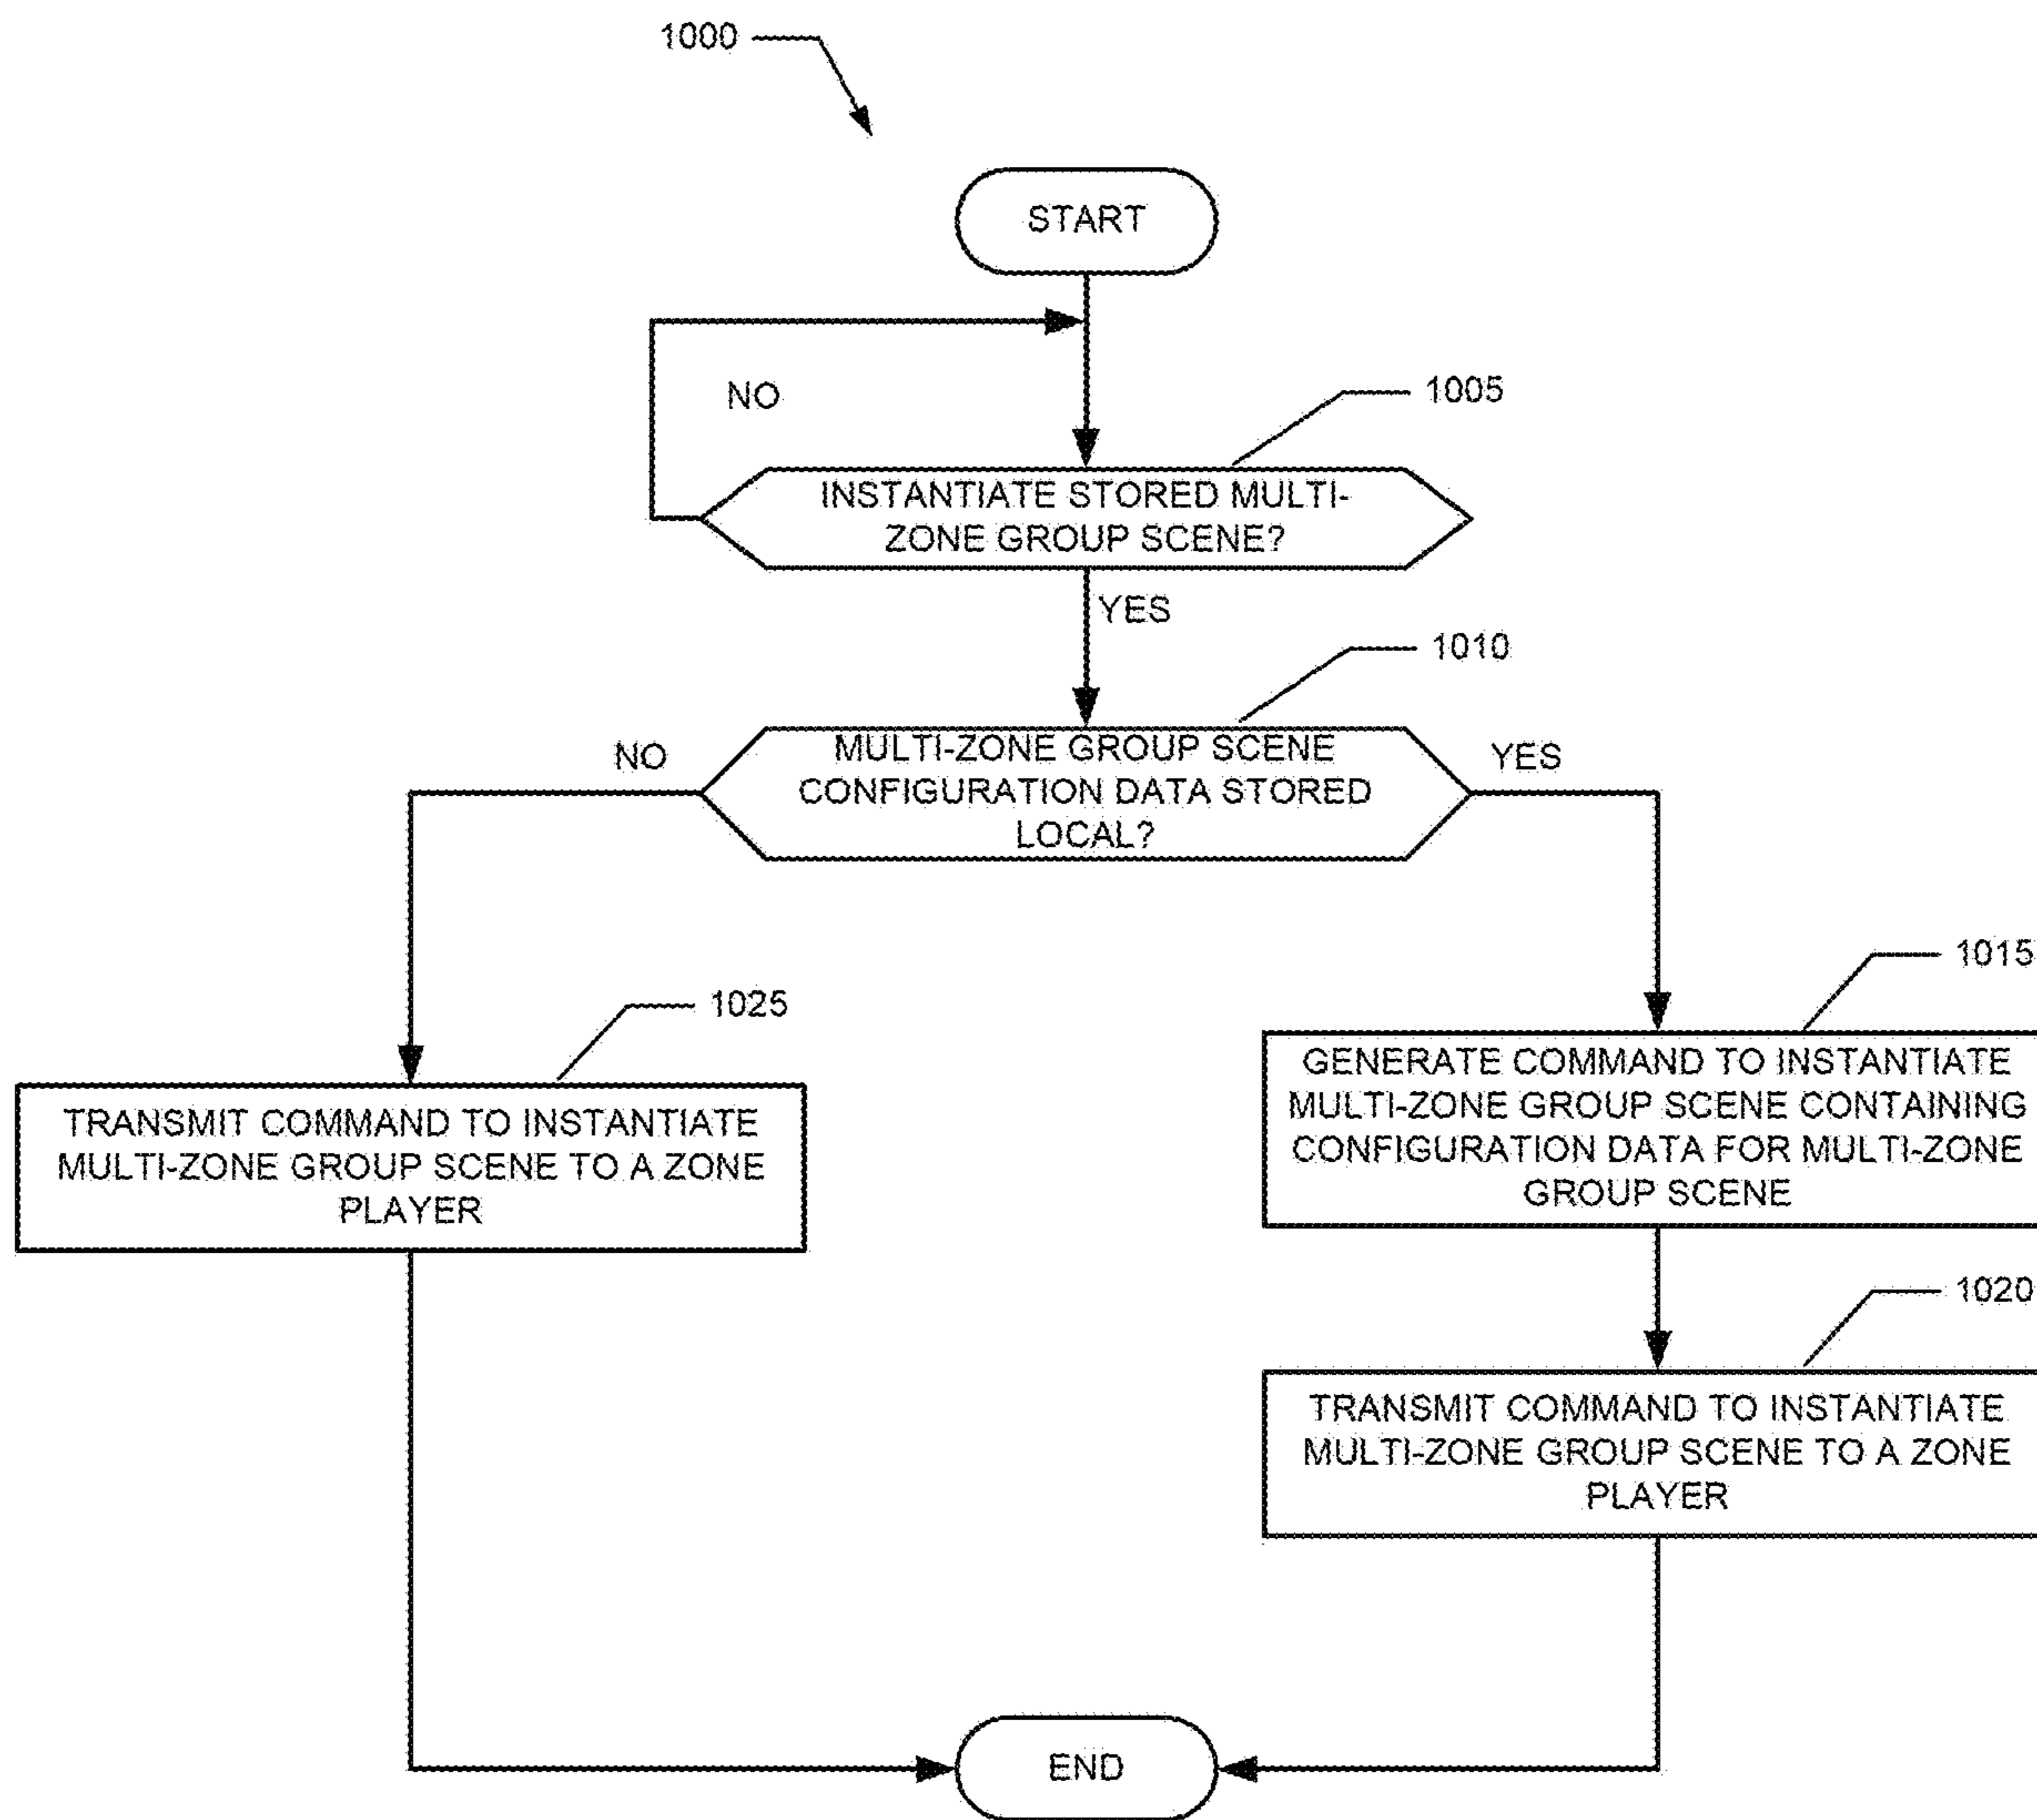 1000
START
NO
1005
INSTANTIATE STORED MULTI-
ZONE GROUP SCENE?
YES
1010
NO
MULTI-ZONE GROUP SCENE
CONFIGURATION DATA STORED
LOCAL?
YES
1015
1025
GENERATE COMMAND TO INSTANTIATE
MULTI-ZONE GROUP SCENE CONTAINING
CONFIGURATION DATA FOR MULTI-ZONE
GROUP SCENE
TRANSMIT COMMAND TO INSTANTIATE
MULTI-ZONE GROUP SCENE TO A ZONE
PLAYER
1020
TRANSMIT COMMAND TO INSTANTIATE
MULTI-ZONE GROUP SCENE TO A ZONE
PLAYER
END